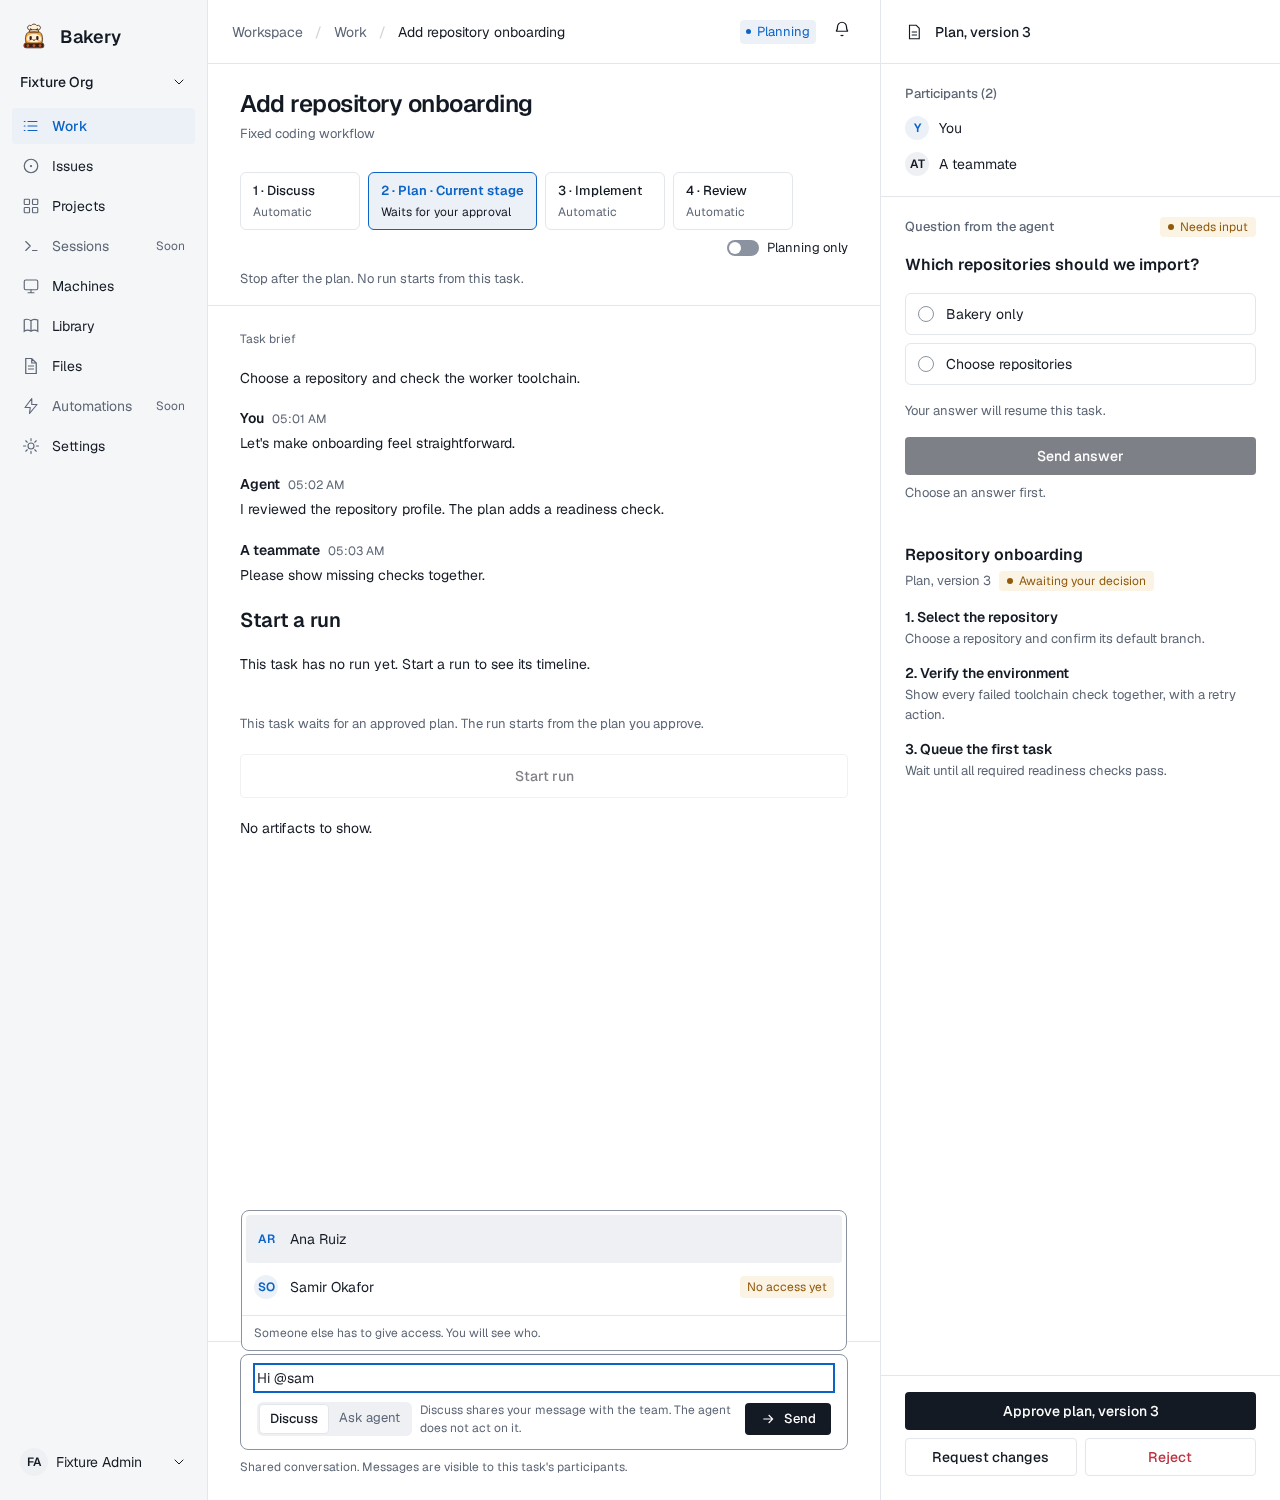 Bakery
Fixture Org
Work
Issues
Projects
Sessions Soon
Machines
Library
Files
Automations Soon
Settings
FA Fixture Admin
Workspace / Work / Add repository onboarding
Planning
Add repository onboarding
Fixed coding workflow
1 · Discuss
Automatic
2 · Plan · Current stage
Waits for your approval
3 · Implement
Automatic
4 · Review
Automatic
Planning only
Stop after the plan. No run starts from this task.
Task brief
Choose a repository and check the worker toolchain.
You 05:01 AM
Let's make onboarding feel straightforward.
Agent 05:02 AM
I reviewed the repository profile. The plan adds a readiness check.
A teammate 05:03 AM
Please show missing checks together.
Start a run
This task has no run yet. Start a run to see its timeline.
This task waits for an approved plan. The run starts from the plan you approve.
Start run
No artifacts to show.
AR Ana Ruiz
SO Samir Okafor No access yet
Someone else has to give access. You will see who.
Hi @sam
Discuss Ask agent
Discuss shares your message with the team. The agent
does not act on it.
Send
Shared conversation. Messages are visible to this task's participants.
Plan, version 3
Participants (2)
Y You
AT A teammate
Question from the agent Needs input
Which repositories should we import?
Bakery only
Choose repositories
Your answer will resume this task.
Send answer
Choose an answer first.
Repository onboarding
Plan, version 3 Awaiting your decision
1. Select the repository
Choose a repository and confirm its default branch.
2. Verify the environment
Show every failed toolchain check together, with a retry
action.
3. Queue the first task
Wait until all required readiness checks pass.
Approve plan, version 3
Request changes Reject